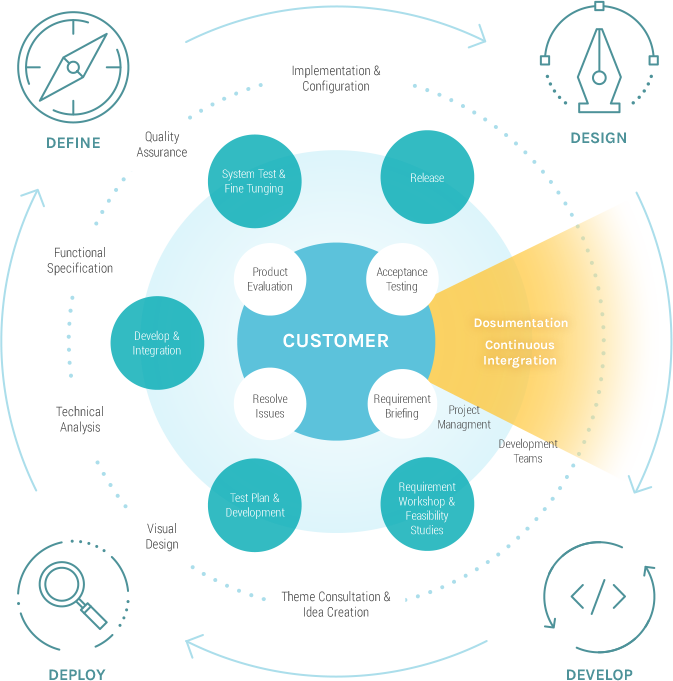 Implementation &
Configuration
DEFINE
DESIGN
Quality
Assurance
System Test &
Fine Tunging
Release
Functional
Specification
Product
Evaluation
Acceptance
Testing
Develop &
Integration
CUSTOMER
Dosumentation
Continuous
Intergration
Technical
Analysis
Resolve
Issues
Requirement
Briefing
Project
Managment
Development
Teams
Test Plan &
Development
Requirement
Workshop &
Feasibility
Studies
Visual
Design
Theme Consultation &
Idea Creation
</>
DEPLOY
DEVELOP